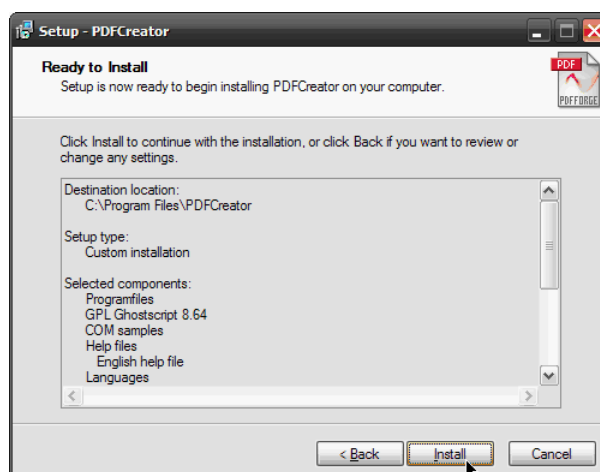 Setup - PDFCreator
Ready to Install
Setup is now ready to begin installing PDFCreator on your computer.
PDF
PDFFORGE
Click Install to continue with the installation, or click Back if you want to review or
change any settings.
Destination location:
C:\Program Files\PDFCreator
Setup type:
Custom installation
Selected components:
Programfiles
GPL Ghostscript 8.64
COM samples
Help files
English help file
Languages
< Back
Install
Cancel